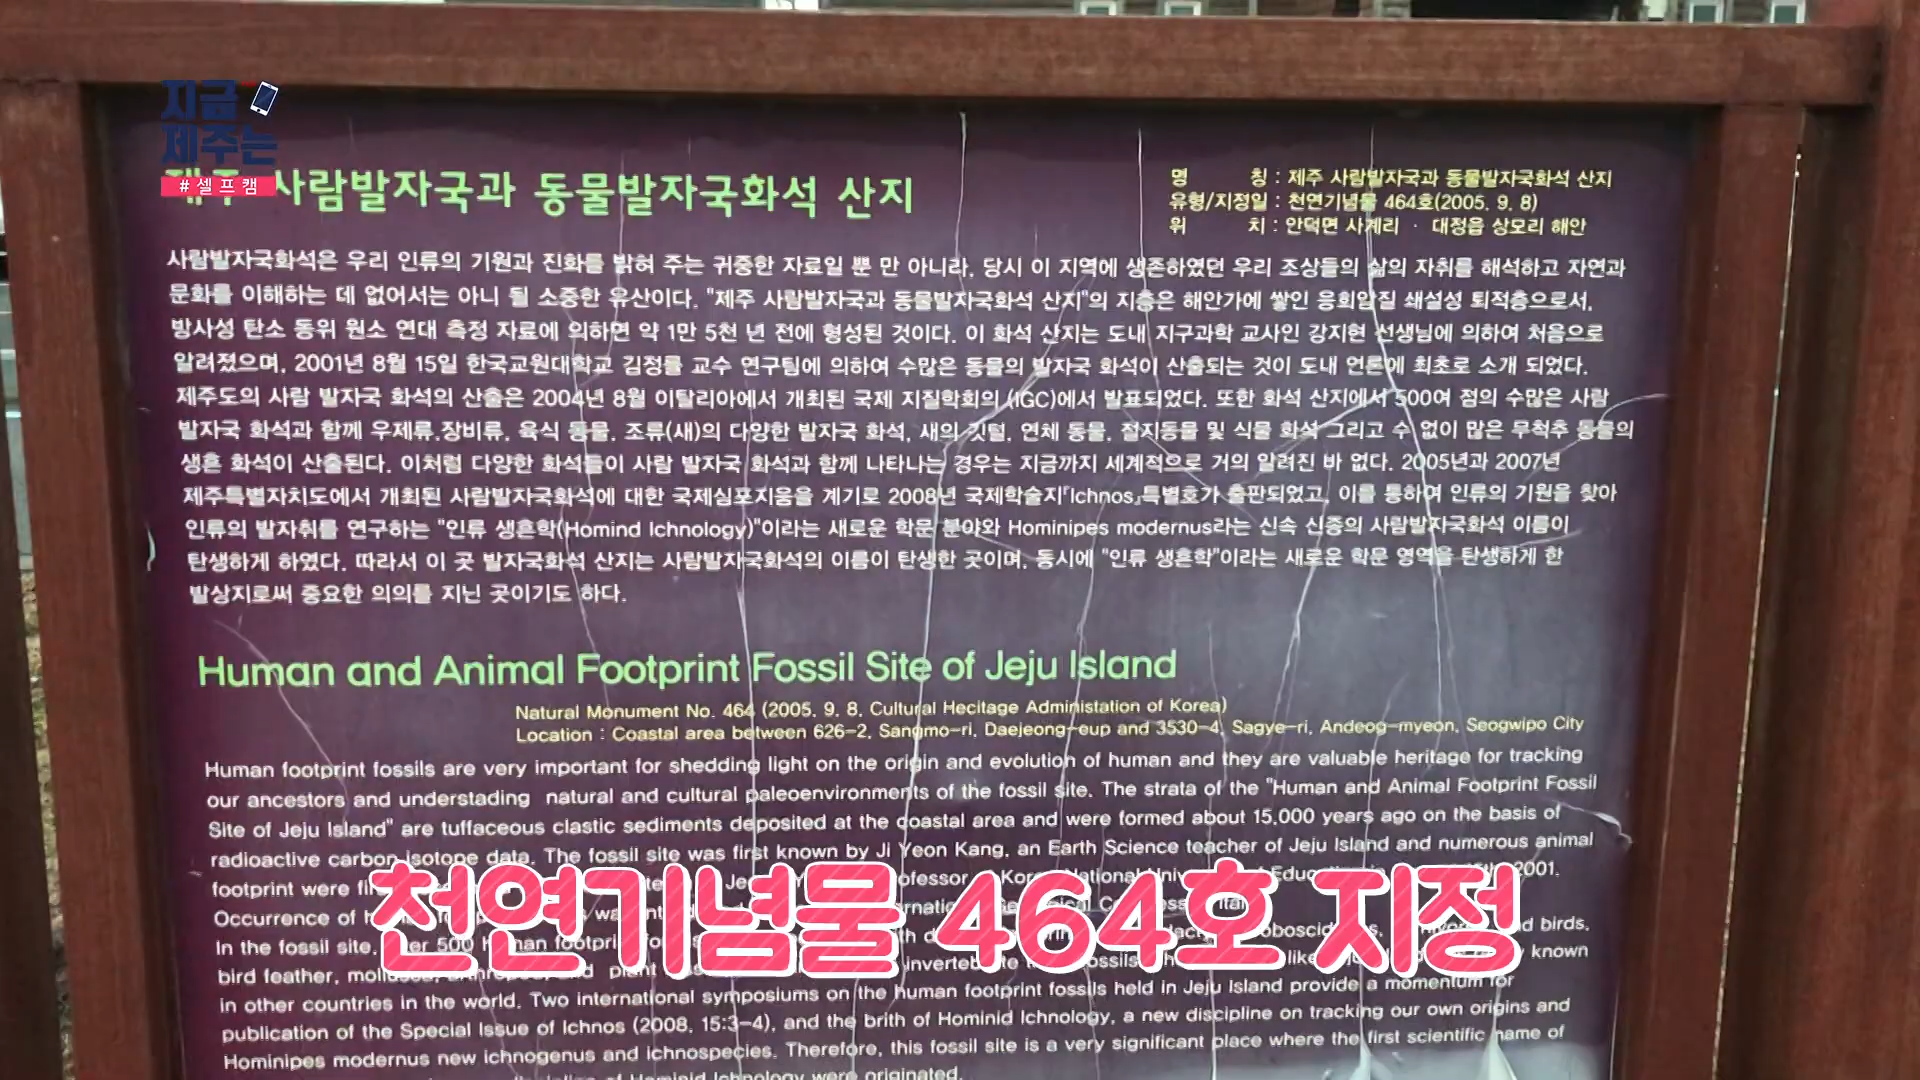 지금
제주는
#셀프캠
제주 사람발자국과 동물발자국화석 산지
명 칭 : 제주 사람발자국과 동물발자국화석 산지
유형/지정일 : 천연기념물 464호(2005. 9. 8)
위 치 : 안덕면 사계리 · 대정읍 상모리 해안
사람발자국화석은 우리 인류의 기원과 진화를 밝혀 주는 귀중한 자료일 뿐 만 아니라, 당시 이 지역에 생존하였던 우리 조상들의 삶의 자취를 해석하고 자연과
문화를 이해하는 데 없어서는 아니 될 소중한 유산이다. "제주 사람발자국과 동물발자국화석 산지"의 지층은 해안가에 쌓인 응회암질 쇄설성 퇴적층으로서,
방사성 탄소 동위 원소 연대 측정 자료에 의하면 약 1만 5천 년 전에 형성된 것이다. 이 화석 산지는 도내 지구과학 교사인 강지현 선생님에 의하여 처음으로
알려졌으며, 2001년 8월 15일 한국교원대학교 김정률 교수 연구팀에 의하여 수많은 동물의 발자국 화석이 산출되는 것이 도내 언론에 최초로 소개 되었다.
제주도의 사람 발자국 화석의 산출은 2004년 8월 이탈리아에서 개최된 국제 지질학회의 (IGC)에서 발표되었다. 또한 화석 산지에서 500여 점의 수많은 사람
발자국 화석과 함께 우제류,장비류, 육식 동물, 조류(새)의 다양한 발자국 화석, 새의 깃털, 연체 동물, 절지동물 및 식물 화석 그리고 수 없이 많은 무척추 동물의
생흔 화석이 산출된다. 이처럼 다양한 화석들이 사람 발자국 화석과 함께 나타나는 경우는 지금까지 세계적으로 거의 알려진 바 없다. 2005년과 2007년
제주특별자치도에서 개최된 사람발자국화석에 대한 국제심포지움을 계기로 2008년 국제학술지『Ichnos』특별호가 출판되었고, 이를 통하여 인류의 기원을 찾아
인류의 발자취를 연구하는 "인류 생흔학(Homind Ichnology)"이라는 새로운 학문 분야와 Hominipes modernus라는 신속 신종의 사람발자국화석 이름이
탄생하게 하였다. 따라서 이 곳 발자국화석 산지는 사람발자국화석의 이름이 탄생한 곳이며, 동시에 "인류 생흔학"이라는 새로운 학문 영역을 탄생하게 한
발상지로써 중요한 의의를 지닌 곳이기도 하다.
Human and Animal Footprint Fossil Site of Jeju Island
Natural Monument No. 464 (2005. 9. 8, Cultural Hecitage Administation of Korea)
Location : Coastal area between 626-2, Sangmo-ri, Daejeong-eup and 3530-4, Sagye-ri, Andeog-myeon, Seogwipo City
Human footprint fossils are very important for shedding light on the origin and evolution of human and they are valuable heritage for tracking
our ancestors and understading natural and cultural paleoenvironments of the fossil site. The strata of the "Human and Animal Footprint Fossil
Site of Jeju Island" are tuffaceous clastic sediments deposited at the coastal area and were formed about 15,000 years ago on the basis of
radioactive carbon isotope data. The fossil site was first known by Ji Yeon Kang, an Earth Science teacher of Jeju Island and numerous animal
footprint were 2001.
Occurrence of
In the fossil site, 500 birds,
bird feather, known
천연기념물 464호 지정
in other countries in the world. Two international symposiums on the human footprint fossils held in Jeju Island provide a momentum for
publication of the Special Issue of Ichnos (2008, 15:3-4), and the brith of Hominid Ichnology, a new discipline on tracking our own origins and
Hominipes modernus new ichnogenus and ichnospecies. Therefore, this fossil site is a very significant place where the first scientific name of
of Hominid Ichnology were originated.